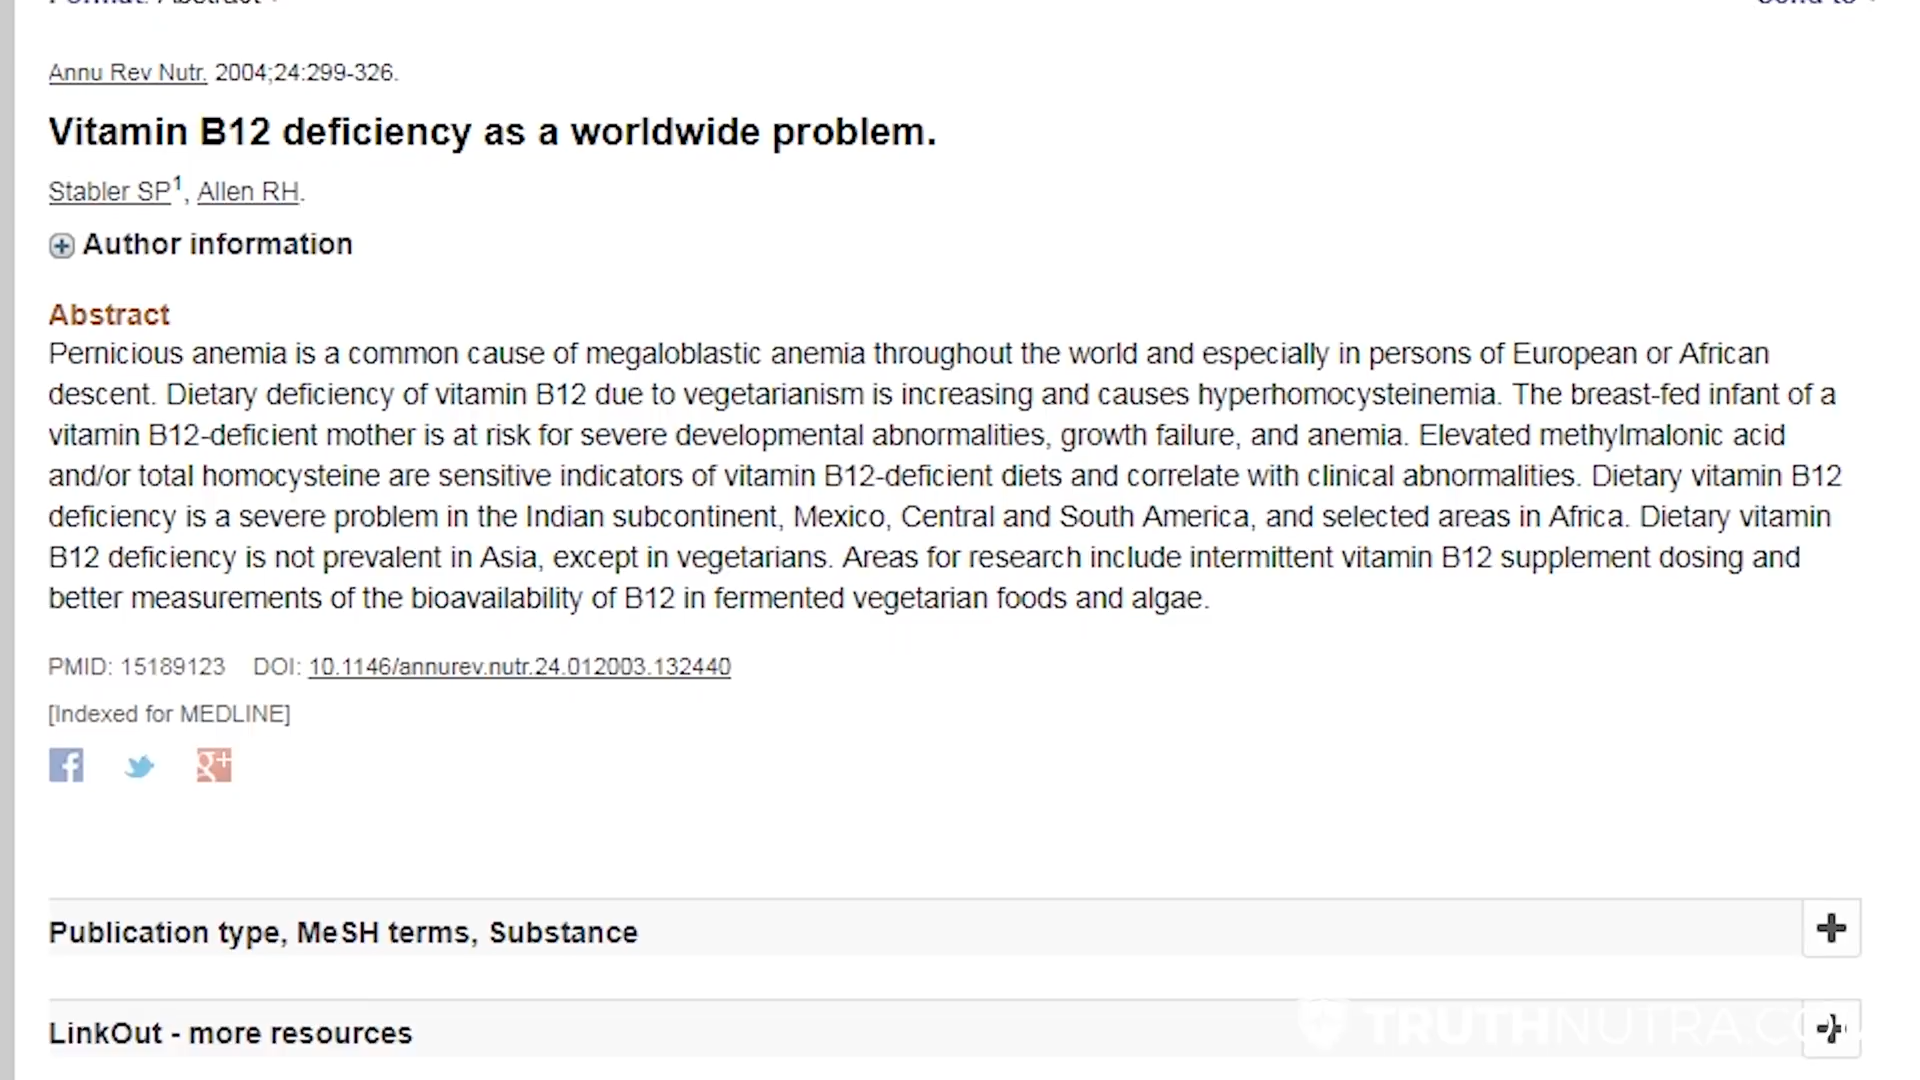 Format: Abstract
Send to
Annu Rev Nutr. 2004;24:299-326.
Vitamin B12 deficiency as a worldwide problem.
Stabler SP1, Allen RH.
Author information
Abstract
Pernicious anemia is a common cause of megaloblastic anemia throughout the world and especially in persons of European or African
descent. Dietary deficiency of vitamin B12 due to vegetarianism is increasing and causes hyperhomocysteinemia. The breast-fed infant of a
vitamin B12-deficient mother is at risk for severe developmental abnormalities, growth failure, and anemia. Elevated methylmalonic acid
and/or total homocysteine are sensitive indicators of vitamin B12-deficient diets and correlate with clinical abnormalities. Dietary vitamin B12
deficiency is a severe problem in the Indian subcontinent, Mexico, Central and South America, and selected areas in Africa. Dietary vitamin
B12 deficiency is not prevalent in Asia, except in vegetarians. Areas for research include intermittent vitamin B12 supplement dosing and
better measurements of the bioavailability of B12 in fermented vegetarian foods and algae.
PMID: 15189123 DOI: 10.1146/annurev.nutr.24.012003.132440
[Indexed for MEDLINE]
f g+
Publication type, MeSH terms, Substance
LinkOut - more resources
TRUTHNUTRA.CO